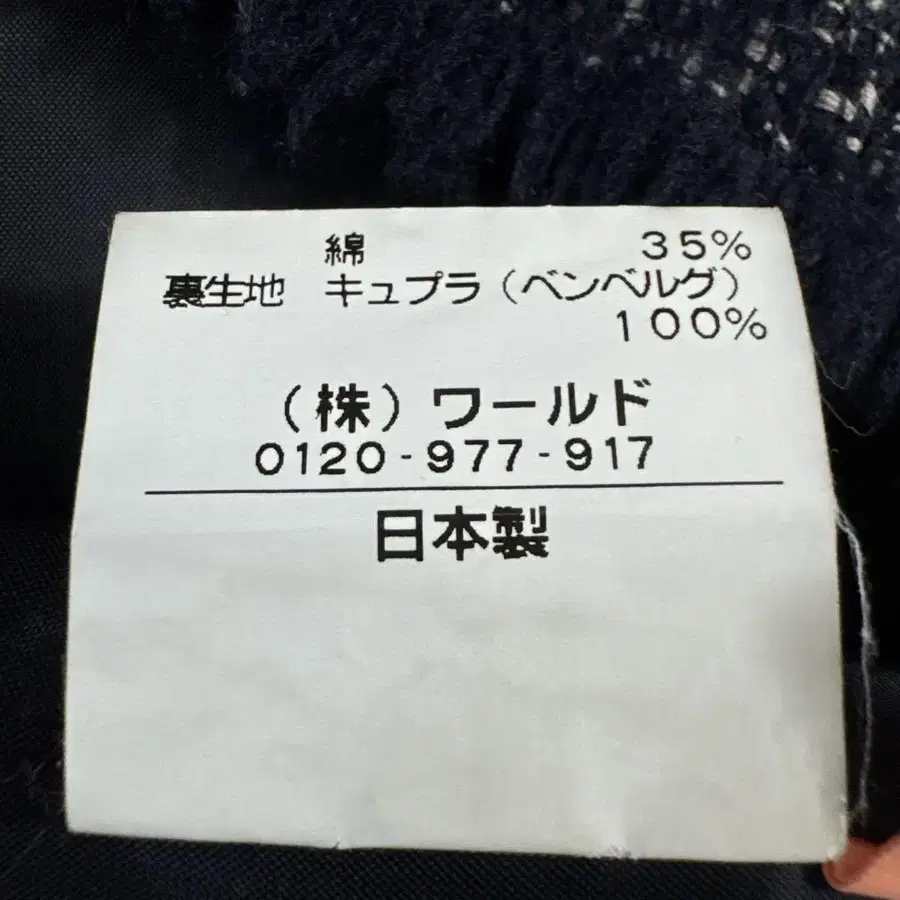 綿 35%
裏生地 キュプラ（ベンベルグ）
100%
（株）ワールド
0120-977-917
日本製